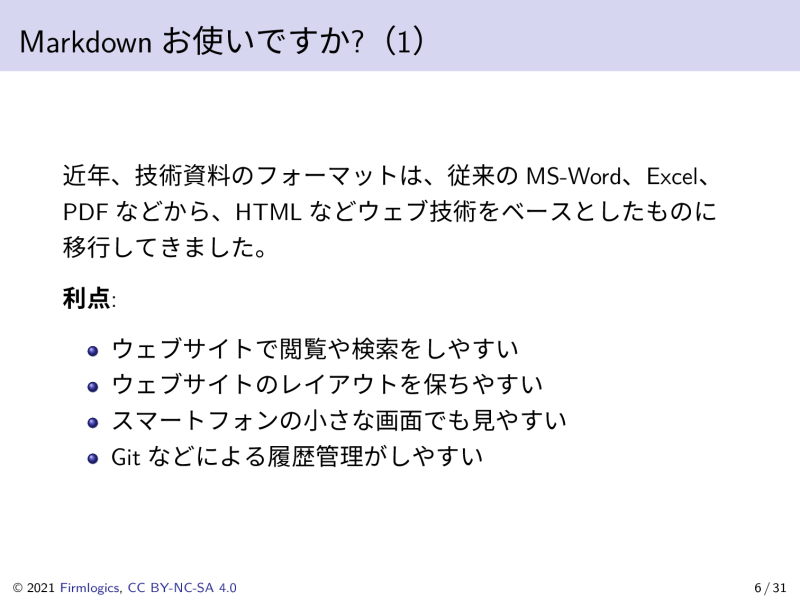 Markdown お使いですか?（1）
近年、技術資料のフォーマットは、従来の MS-Word、Excel、
PDF などから、HTML などウェブ技術をベースとしたものに
移行してきました。
利点:
ウェブサイトで閲覧や検索をしやすい
ウェブサイトのレイアウトを保ちやすい
スマートフォンの小さな画面でも見やすい
Git などによる履歴管理がしやすい
© 2021 Firmlogics, CC BY-NC-SA 4.0
6 / 31